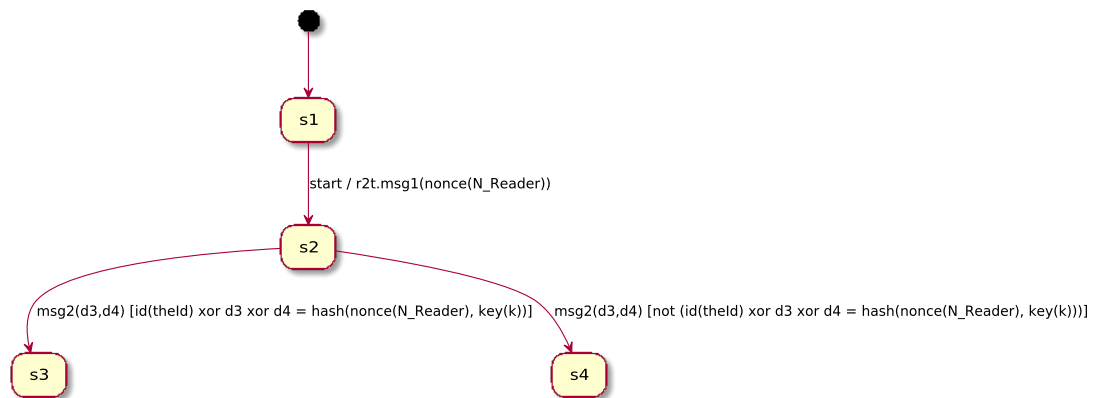 s1
start / r2t.msg1(nonce(N_Reader))
s2
msg2(d3,d4) [id(theId) xor d3 xor d4 = hash(nonce(N_Reader), key(k))]
msg2(d3,d4) [not (id(theId) xor d3 xor d4 = hash(nonce(N_Reader), key(k)))]
s3
s4